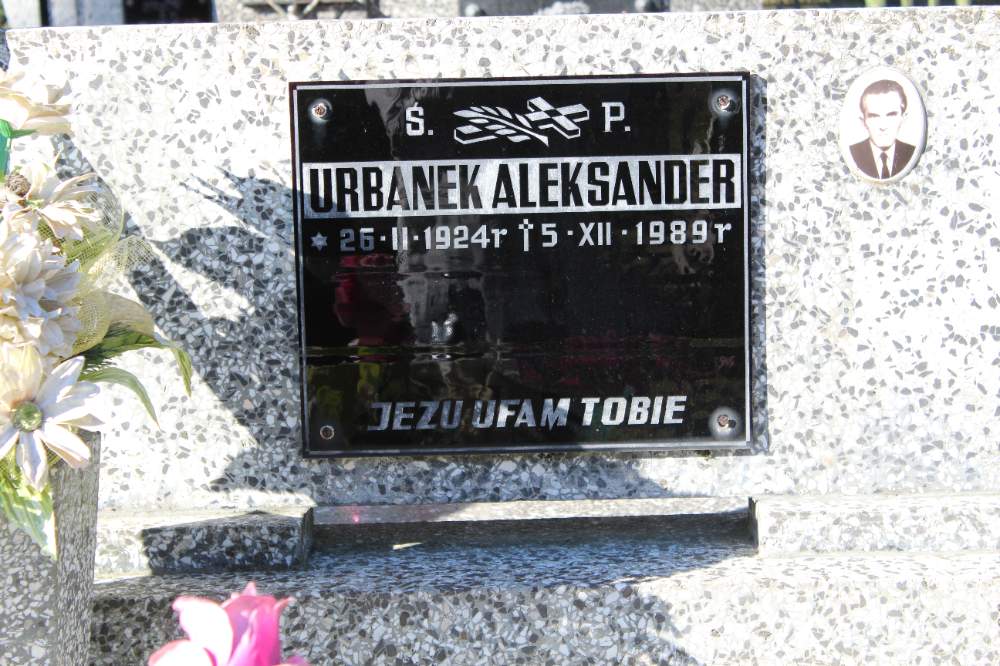 Ś. P.
URBANEK ALEKSANDER
* 26·II·1924r †5·XII·1989r
JEZU UFAM TOBIE